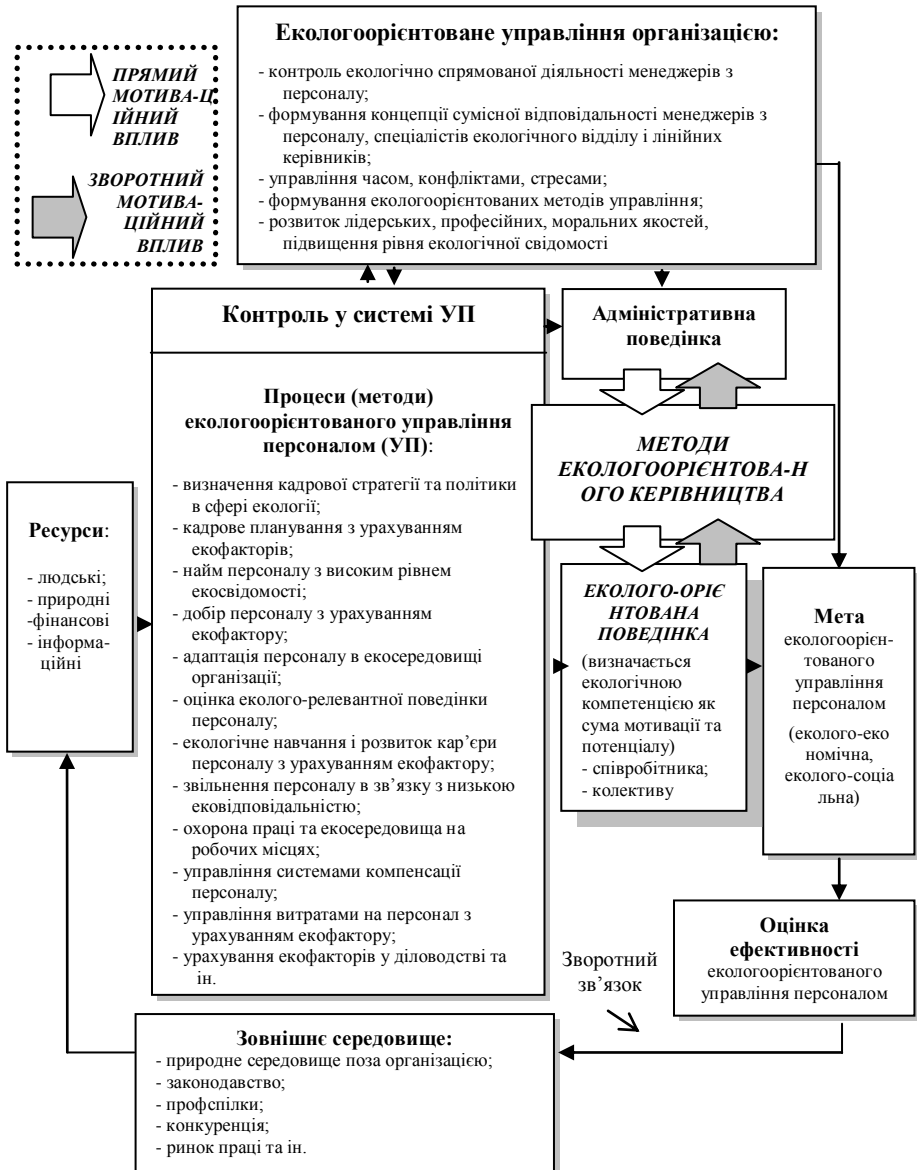 ПРЯМИЙ
МОТИВА-Ц
ІЙНИЙ
ВПЛИВ
ЗВОРОТНИЙ
МОТИВА-
ЦІЙНИЙ
ВПЛИВ
Екологоорієнтоване управління організацією:
- контроль екологічно спрямованої діяльності менеджерів з
персоналу;
- формування концепції сумісної відповідальності менеджерів з
персоналу, спеціалістів екологічного відділу і лінійних
керівників;
- управління часом, конфліктами, стресами;
- формування екологоорієнтованих методів управління;
- розвиток лідерських, професійних, моральних якостей,
підвищення рівня екологічної свідомості
Контроль у системі УП
Адміністративна
поведінка
Процеси (методи)
екологоорієнтованого управління
персоналом (УП):
- визначення кадрової стратегії та політики
в сфері екології;
- кадрове планування з урахуванням
екофакторів;
- найм персоналу з високим рівнем
екосвідомості;
- добір персоналу з урахуванням
екофактору;
- адаптація персоналу в екосередовищі
організації;
- оцінка еколого-релевантної поведінки
персоналу;
- екологічне навчання і розвиток кар’єри
персоналу з урахуванням екофактору;
- звільнення персоналу в зв’язку з низькою
ековідповідальністю;
- охорона праці та екосередовища на
робочих місцях;
- управління системами компенсації
персоналу;
- управління витратами на персонал з
урахуванням екофактору;
- урахування екофакторів у діловодстві та
ін.
МЕТОДИ
ЕКОЛОГООРІЄНТОВА-Н
ОГО КЕРІВНИЦТВА
Ресурси:
- людські;
- природні
-фінансові
- інформа-
ційні
ЕКОЛОГО-ОРІЄ
НТОВАНА
ПОВЕДІНКА
(визначається
екологічною
компетенцією як
сума мотивації та
потенціалу)
- співробітника;
- колективу
Мета
екологоорієн-
тованого
управління
персоналом
(еколого-еко
номічна,
еколого-соціа
льна)
Оцінка
ефективності
екологоорієнтованого
управління персоналом
Зворотний
зв’язок
Зовнішнє середовище:
- природне середовище поза організацією;
- законодавство;
- профспілки;
- конкуренція;
- ринок праці та ін.